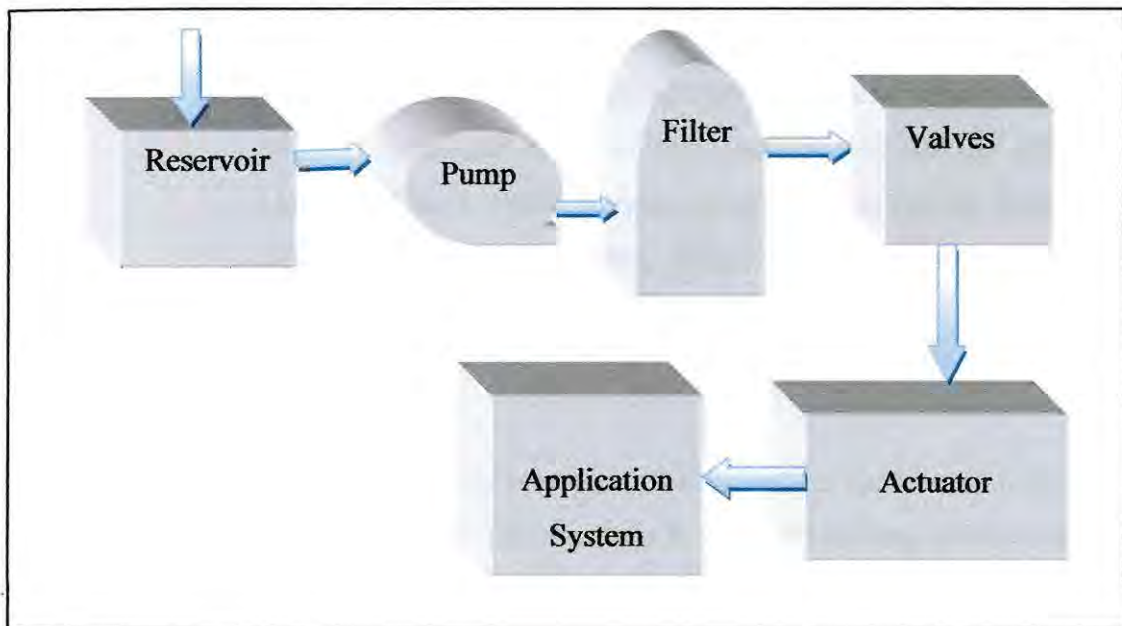 Reservoir
Pump
Filter
Valves
Actuator
Application
System